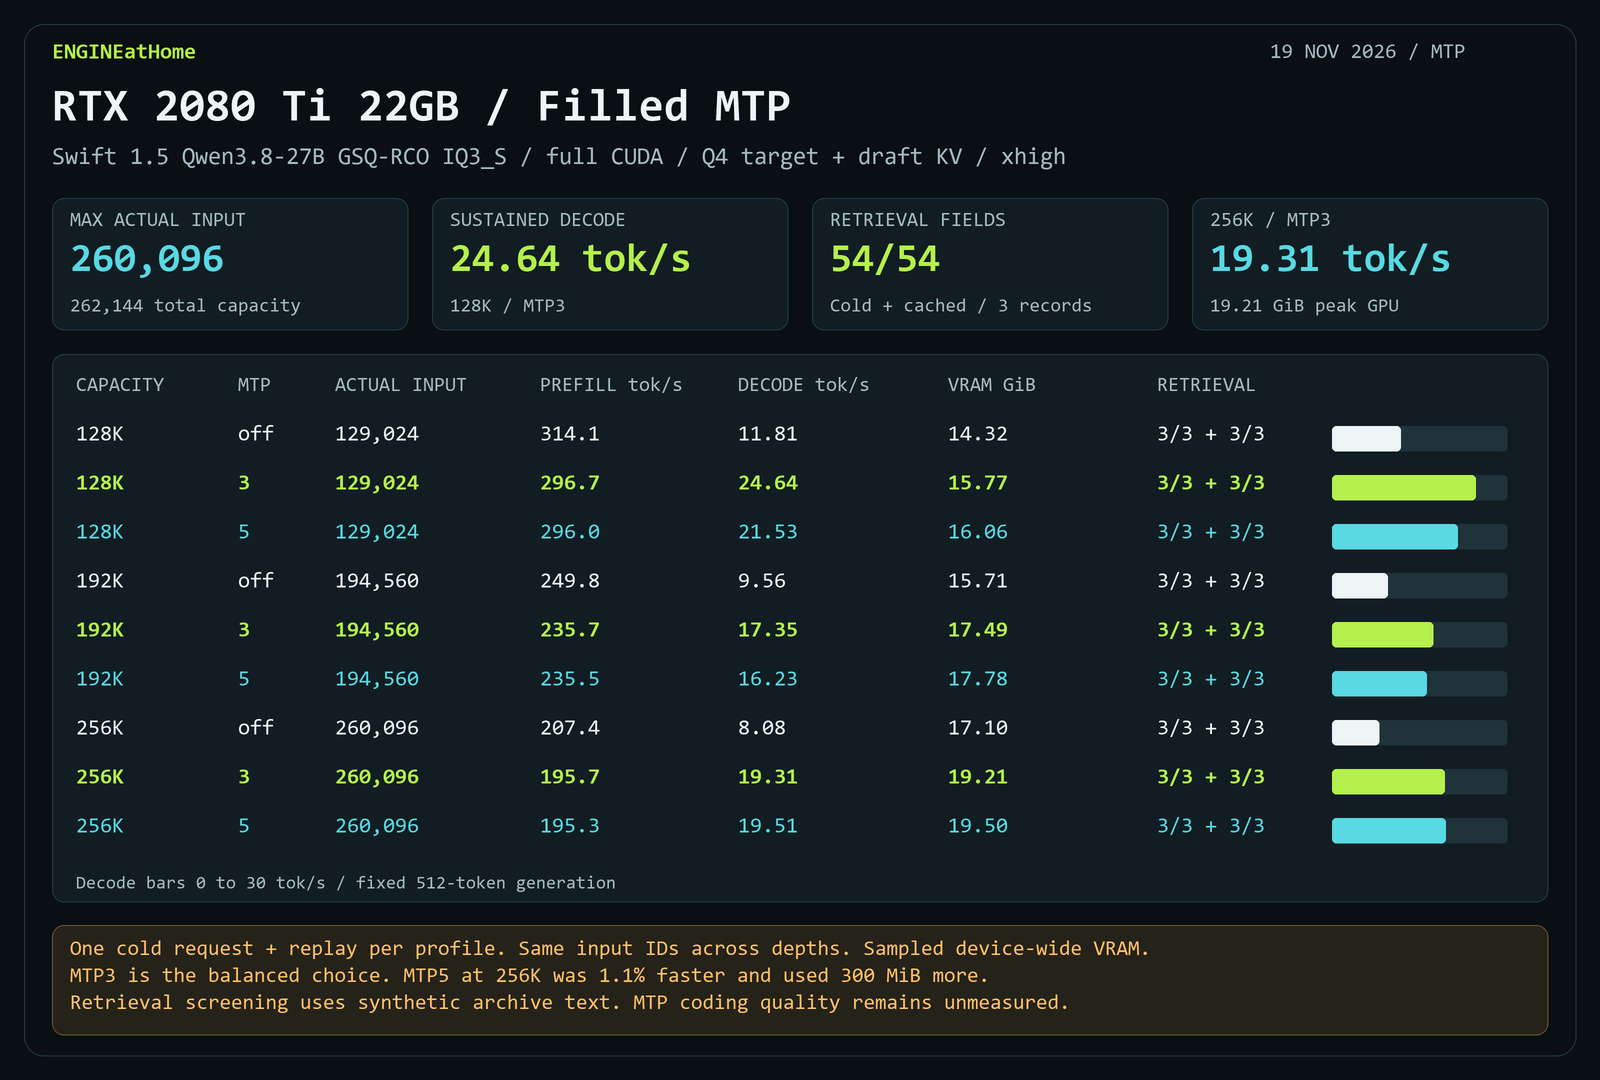 ENGINEatHome
19 NOV 2026 / MTP
RTX 2080 Ti 22GB / Filled MTP
Swift 1.5 Qwen3.8-27B GSQ-RCO IQ3_S / full CUDA / Q4 target + draft KV / xhigh
MAX ACTUAL INPUT
260,096
262,144 total capacity
SUSTAINED DECODE
24.64 tok/s
128K / MTP3
RETRIEVAL FIELDS
54/54
Cold + cached / 3 records
256K / MTP3
19.31 tok/s
19.21 GiB peak GPU
CAPACITY MTP ACTUAL INPUT PREFILL tok/s DECODE tok/s VRAM GiB RETRIEVAL
128K off 129,024 314.1 11.81 14.32 3/3 + 3/3
128K 3 129,024 296.7 24.64 15.77 3/3 + 3/3
128K 5 129,024 296.0 21.53 16.06 3/3 + 3/3
192K off 194,560 249.8 9.56 15.71 3/3 + 3/3
192K 3 194,560 235.7 17.35 17.49 3/3 + 3/3
192K 5 194,560 235.5 16.23 17.78 3/3 + 3/3
256K off 260,096 207.4 8.08 17.10 3/3 + 3/3
256K 3 260,096 195.7 19.31 19.21 3/3 + 3/3
256K 5 260,096 195.3 19.51 19.50 3/3 + 3/3
Decode bars 0 to 30 tok/s / fixed 512-token generation
One cold request + replay per profile. Same input IDs across depths. Sampled device-wide VRAM.
MTP3 is the balanced choice. MTP5 at 256K was 1.1% faster and used 300 MiB more.
Retrieval screening uses synthetic archive text. MTP coding quality remains unmeasured.